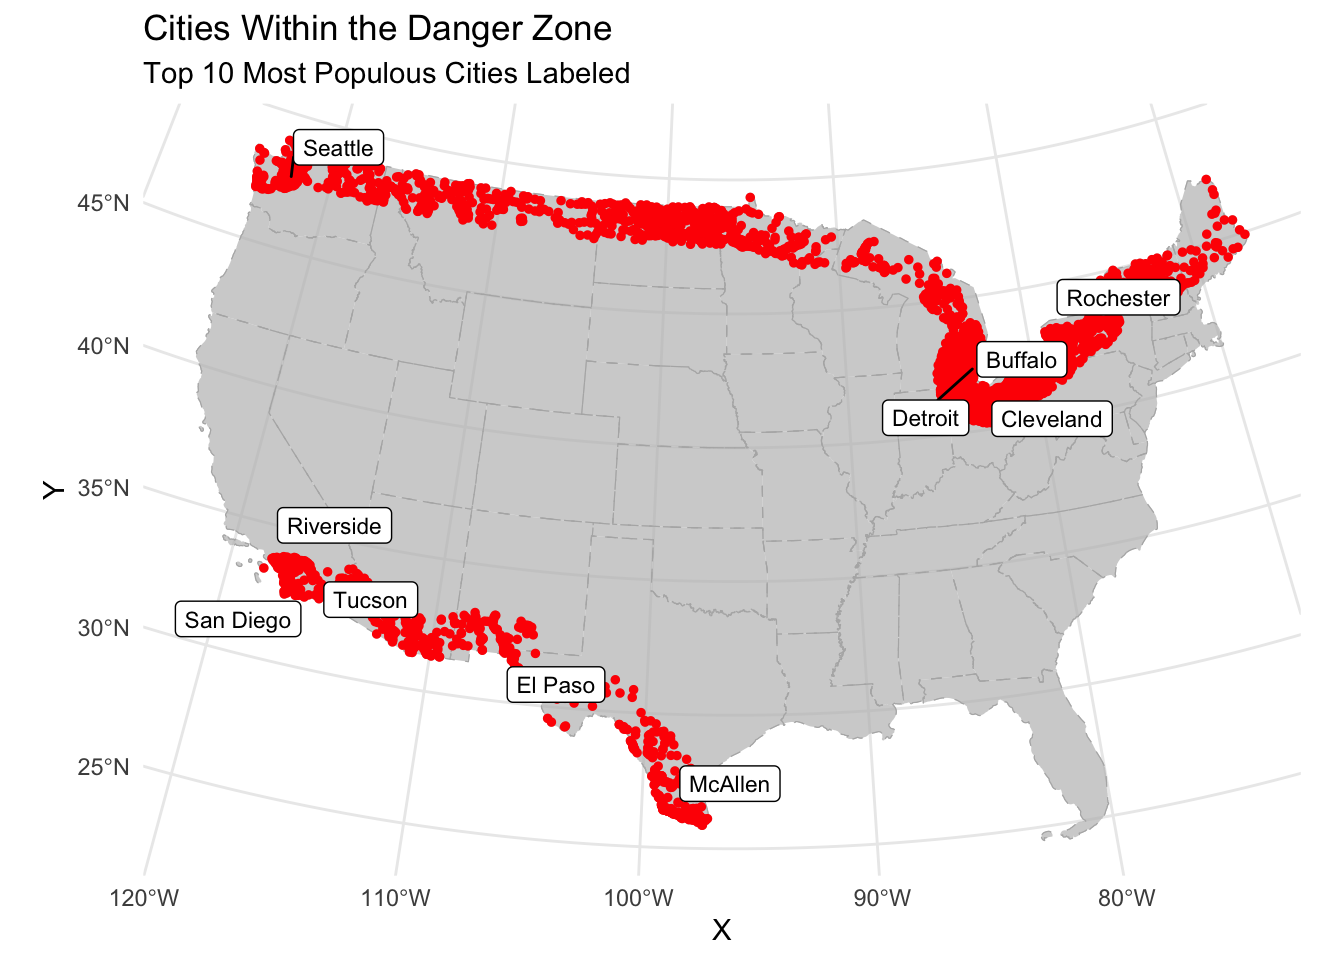 Cities Within the Danger Zone
Top 10 Most Populous Cities Labeled
Seattle
45°N
Rochester
40°N
Buffalo
Detroit
Cleveland
35°N
Y
Riverside
Tucson
San Diego
30°N
El Paso
25°N
McAllen
120°W
110°W
100°W
90°W
80°W
X